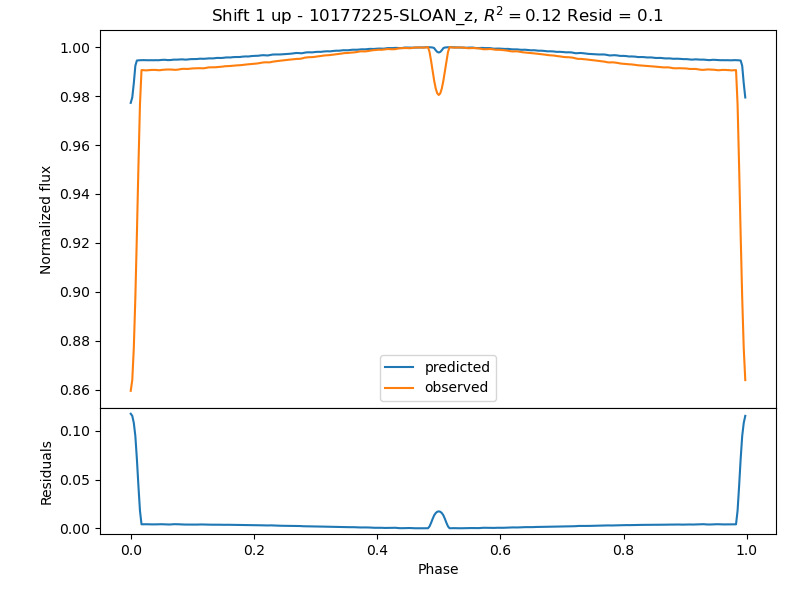 Shift 1 up - 10177225-SLOAN_z, R² = 0.12 Resid = 0.1
Normalized flux
1.00
0.98
0.96
0.94
0.92
0.90
0.88
0.86
predicted
observed
Residuals
0.10
0.05
0.00
0.0 0.2 0.4 0.6 0.8 1.0
Phase